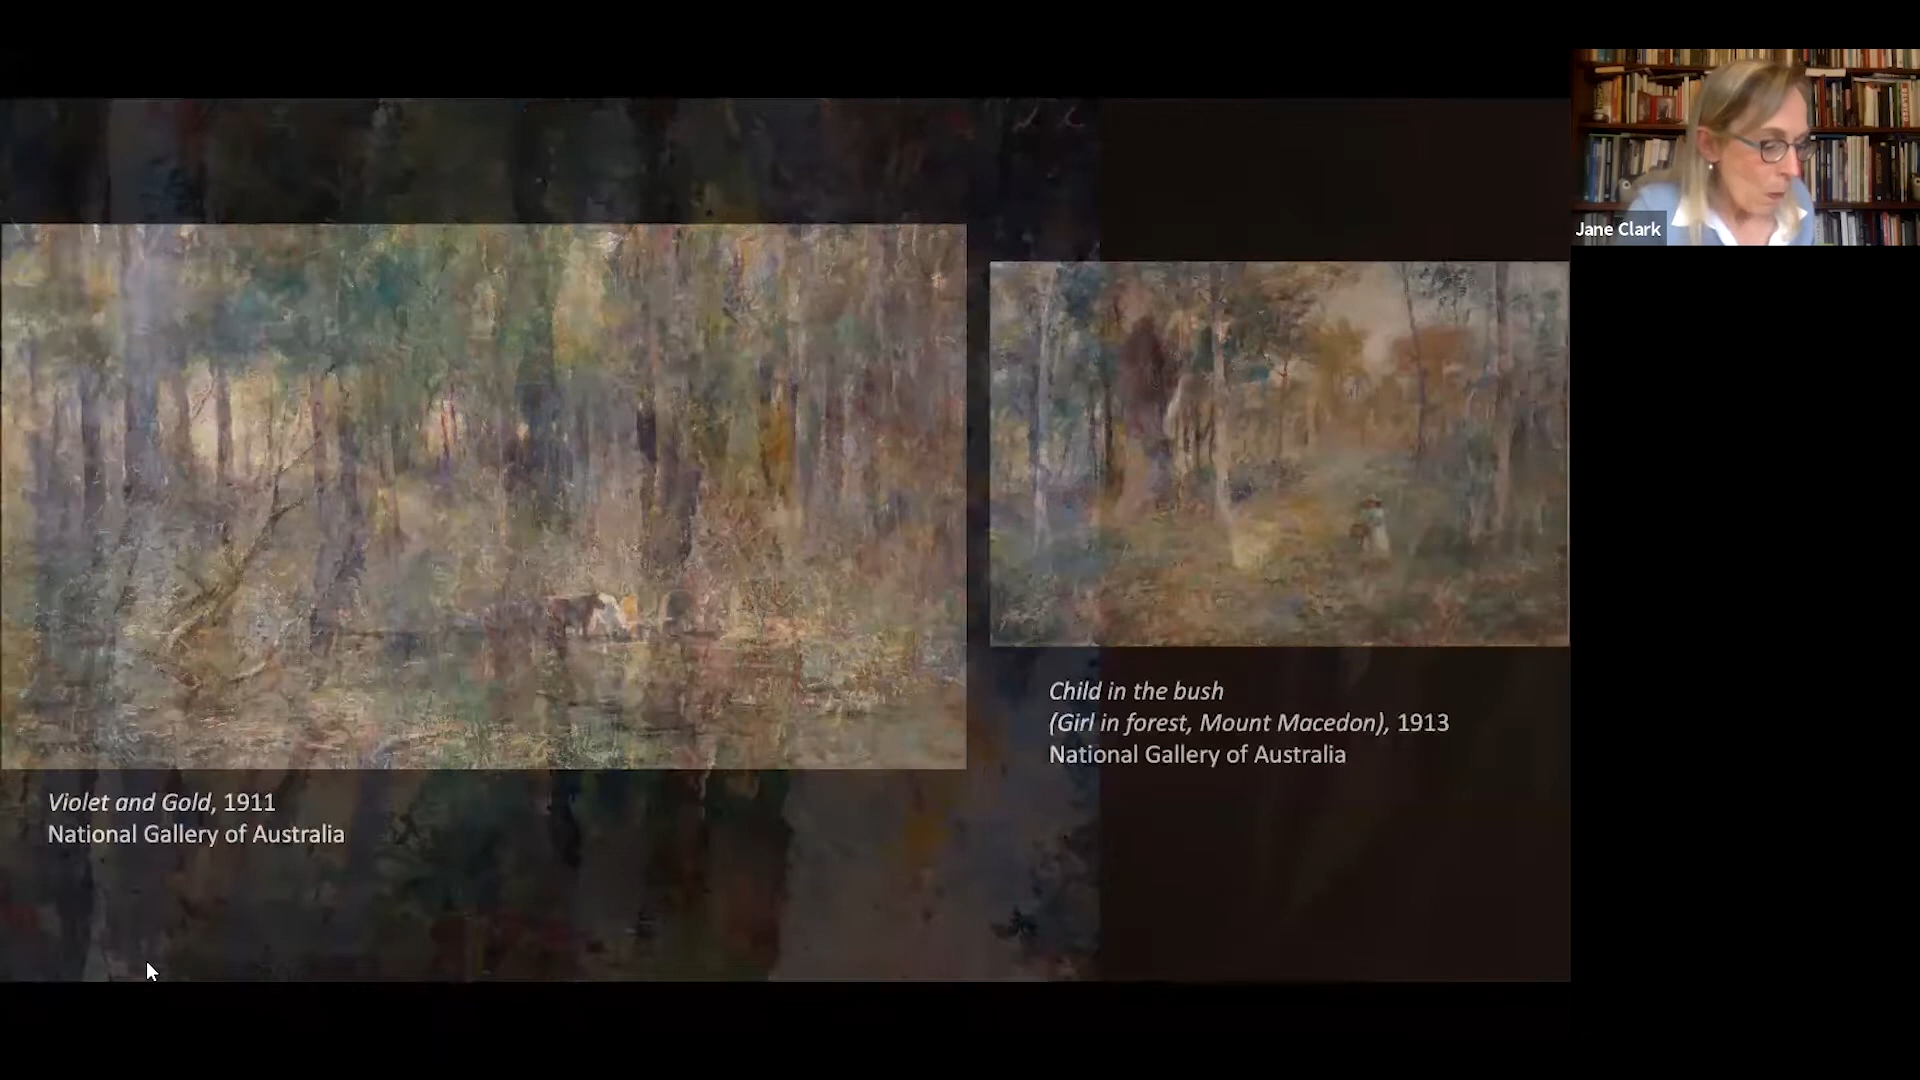 Jane Clark
Child in the bush
(Girl in forest, Mount Macedon), 1913
National Gallery of Australia
Violet and Gold, 1911
National Gallery of Australia